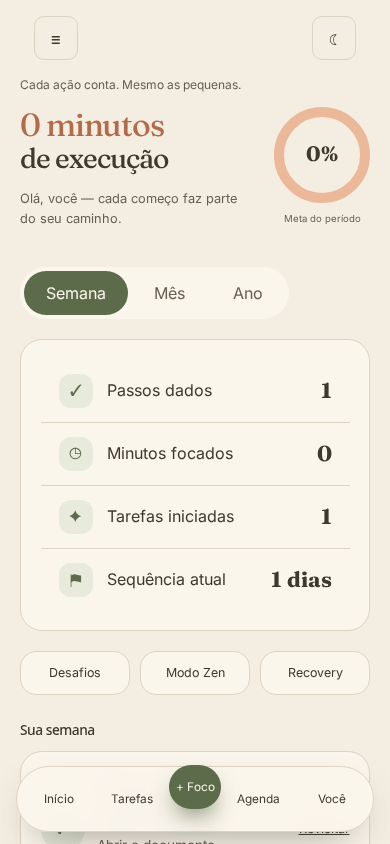 Cada ação conta. Mesmo as pequenas.
0 minutos
de execução
Olá, você — cada começo faz parte
do seu caminho.
0%
Meta do período
Semana Mês Ano
Passos dados 1
Minutos focados 0
Tarefas iniciadas 1
Sequência atual 1 dias
Desafios Modo Zen Recovery
Sua semana
Início Tarefas + Foco Agenda Você